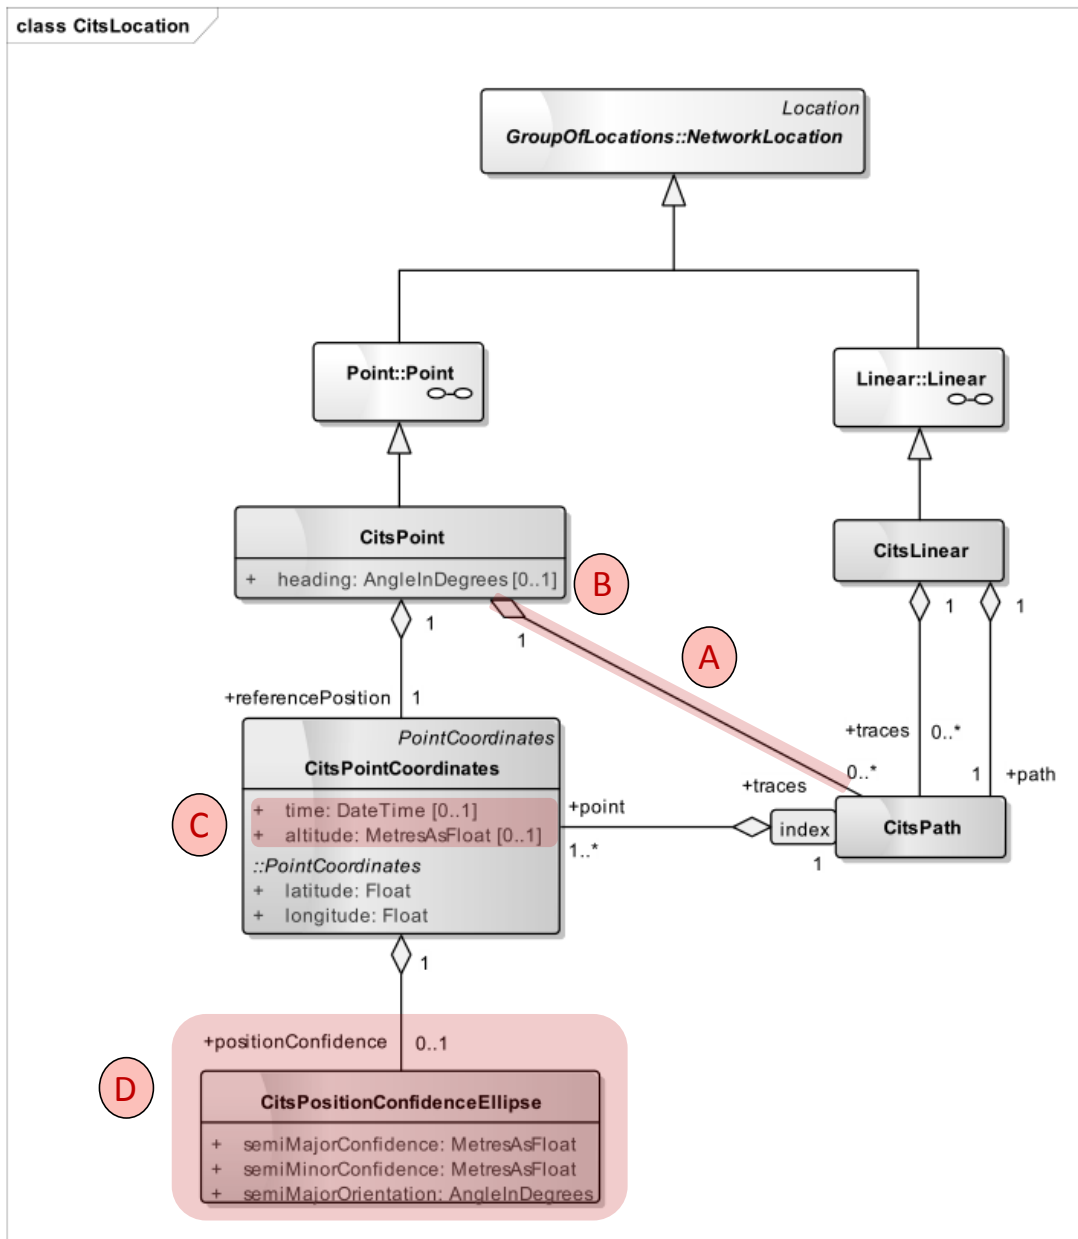 class CitsLocation
Location
GroupOfLocations::NetworkLocation
Point::Point
Linear::Linear
CitsPoint
+ heading: AngleInDegrees [0..1]
B
CitsLinear
1
1
1
1
A
+referencePosition 1
+traces 0..*
1 +path
0..*
+traces
PointCoordinates
CitsPointCoordinates
C
+ time: DateTime [0..1]
+ altitude: MetresAsFloat [0..1]
::PointCoordinates
+ latitude: Float
+ longitude: Float
+point
1..*
index
1
CitsPath
1
+positionConfidence 0..1
D
CitsPositionConfidenceEllipse
+ semiMajorConfidence: MetresAsFloat
+ semiMinorConfidence: MetresAsFloat
+ semiMajorOrientation: AngleInDegrees